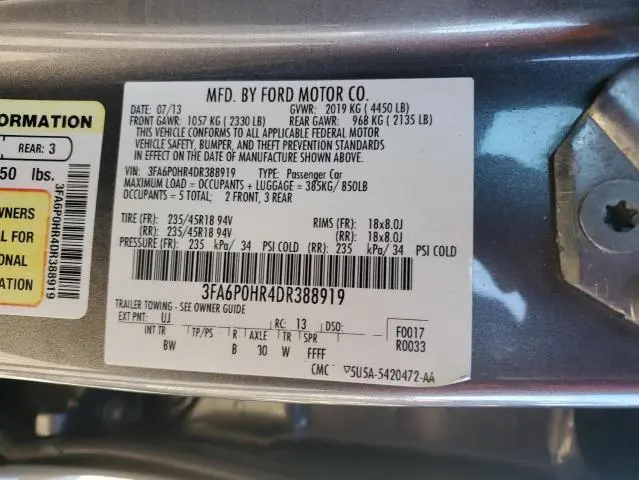 FORMATION
REAR: 3
50 lbs.
WNERS
L FOR
ONAL
ION
3FA6P0HR4DR388919
MFD. BY FORD MOTOR CO.
DATE: 07/13 GVWR: 2019 KG ( 4450 LB)
FRONT GAWR: 1057 KG ( 2330 LB) REAR GAWR: 968 KG ( 2135 LB)
THIS VEHICLE CONFORMS TO ALL APPLICABLE FEDERAL MOTOR
VEHICLE SAFETY, BUMPER, AND THEFT PREVENTION STANDARDS
IN EFFECT ON THE DATE OF MANUFACTURE SHOWN ABOVE.
VIN: 3FA6P0HR4DR388919 TYPE: Passenger Car
MAXIMUM LOAD = OCCUPANTS + LUGGAGE = 385KG / 850LB
OCCUPANTS = 5 TOTAL; 2 FRONT, 3 REAR
TIRE (FR): 235/45R18 94V RIMS (FR): 18x8.0J
(RR): 235/45R18 94V (RR): 18x8.0J
PRESSURE (FR): 235 kPa/ 34 PSI COLD (RR): 235 kPa/ 34 PSI COLD
3FA6P0HR4DR388919
TRAILER TOWING - SEE OWNER GUIDE
EXT PNT: UJ RC: 13 DSO: F0017
INT TR TP/PS R AXLE TR SPR R0033
BW B 30 W FFFF
CMC ▽5U5A-5420472-AA